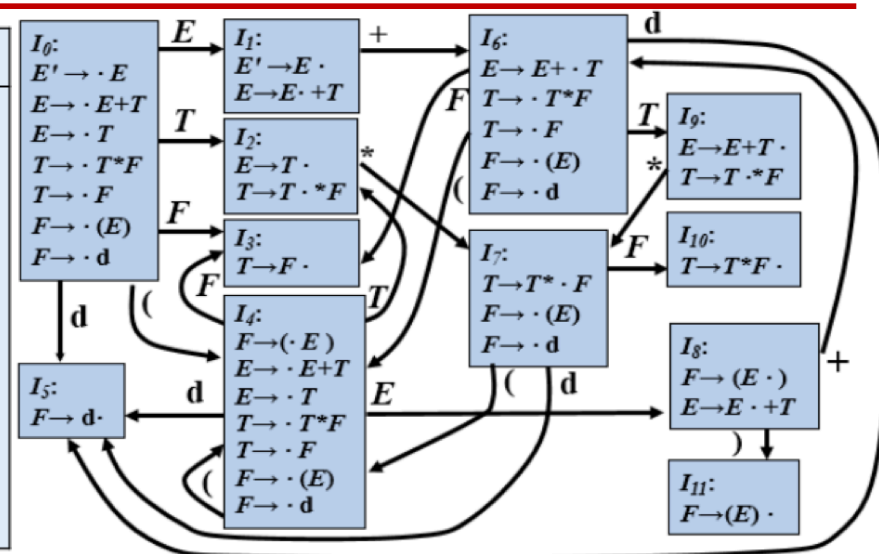 I0:
E' → · E
E→ · E+T
E→ · T
T→ · T*F
T→ · F
F→ · (E)
F→ · d
E
T
F
d
(
I1:
E' →E ·
E→E· +T
+
I2:
E→T ·
T→T · *F
*
I3:
T→F ·
F
T
I4:
F→(· E )
E→ · E+T
E→ · T
T→ · T*F
T→ · F
F→ · (E)
F→ · d
d
E
(
I5:
F→ d·
I6:
E→ E+ · T
T→ · T*F
T→ · F
F→ · (E)
F→ · d
d
F
(
T
I9:
E→E+T ·
T→T ·*F
*
I7:
T→T* · F
F→ · (E)
F→ · d
F
(
d
I10:
T→T*F ·
I8:
F→ (E · )
E→E · +T
+
)
I11:
F→(E) ·